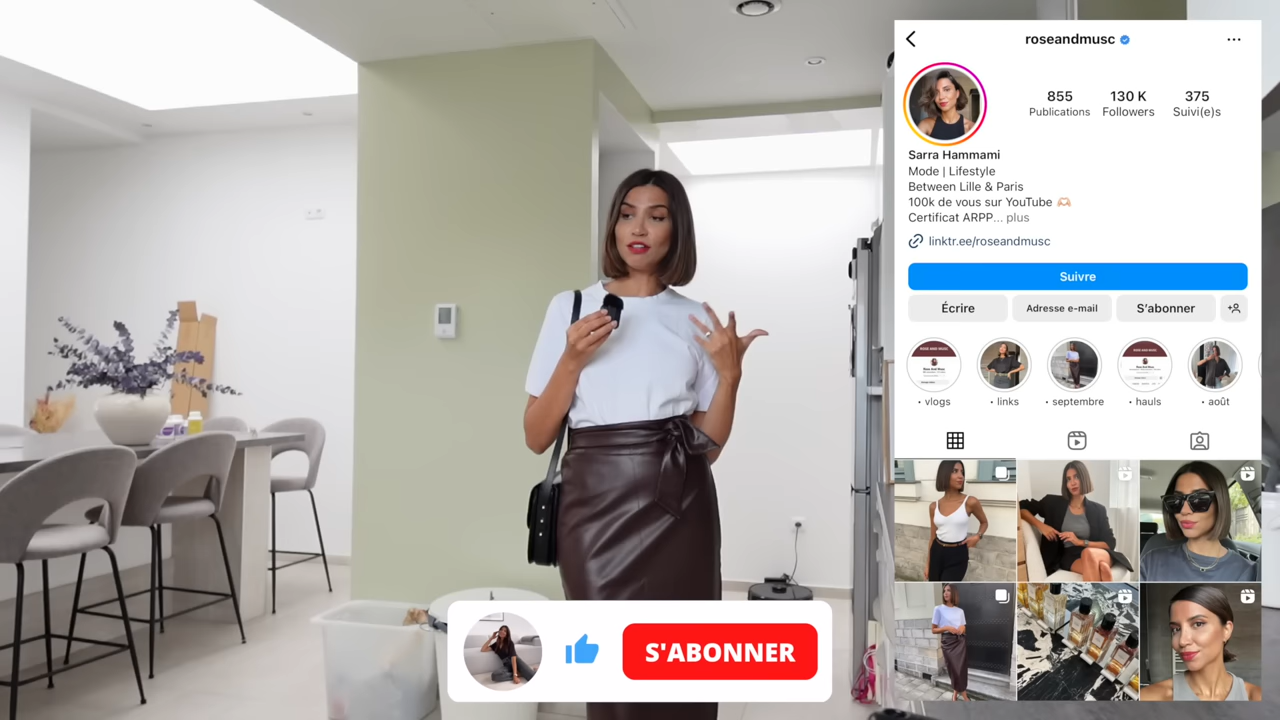 roseandmusc
855
130 K
375
Publications
Followers
Suivi(e)s
Sarra Hammami
Mode | Lifestyle
Between Lille & Paris
100k de vous sur YouTube 🫶🏼
Certificat ARPP... plus
linktr.ee/roseandmusc
Suivre
Écrire
Adresse e-mail
S'abonner
• vlogs
• links
• septembre
• hauls
• août
S'ABONNER